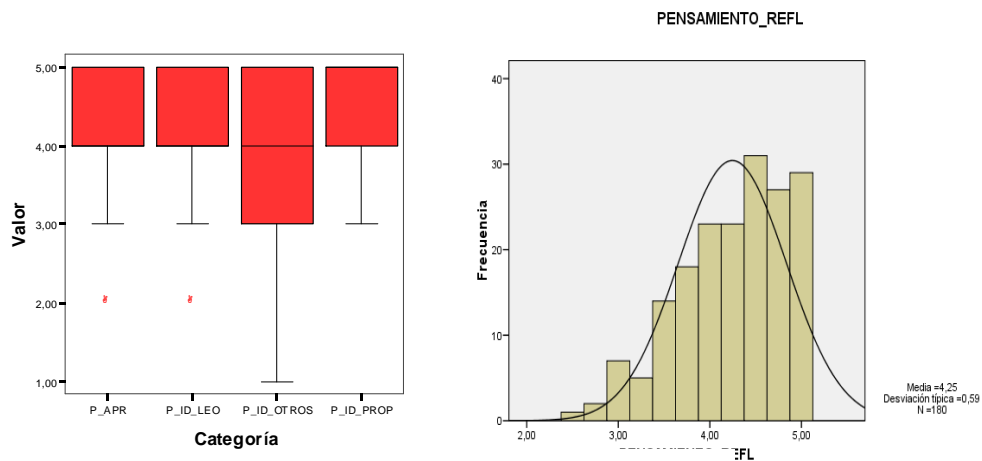 PENSAMIENTO_REFL
5,00
4,00
3,00
2,00
1,00
Valor
P_APR
P_ID_LEO
P_ID_OTROS
P_ID_PROP
Categoría
40
30
20
10
0
Frecuencia
2,00
3,00
4,00
5,00
Media =4,25
Desviación típica =0,59
N =180